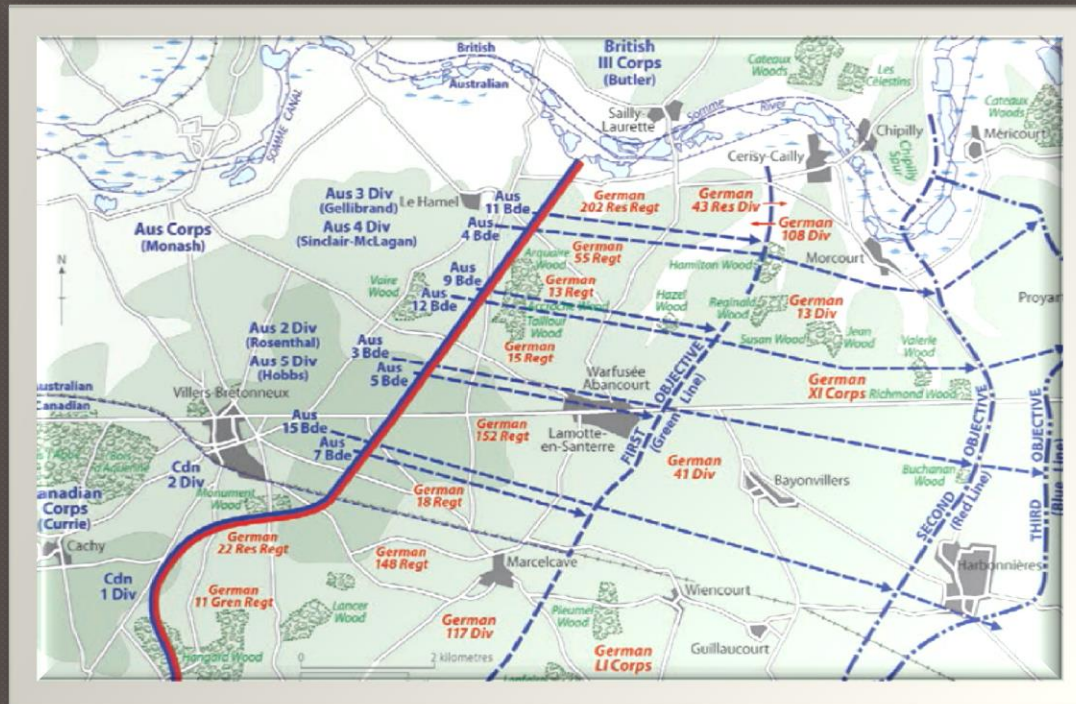 British
Australian
British
III Corps
(Butler)
Cateaux
Woods
Les
Célestins
Cateaux
Woods
SOMME CANAL
Sailly-
Laurette
Somme
River
Chipilly
Chipilly
Spur
Méricourt
Cerisy-Cailly
Aus 3 Div
(Gellibrand)
Aus 4 Div
(Sinclair-McLagan)
Le Hamel
Aus
11 Bde
Aus
4 Bde
German
202 Res Regt
German
43 Res Div
German
108 Div
Aus Corps
(Monash)
N
Morcourt
German
55 Regt
Arquaire
Wood
Hamilton Wood
Vaire
Wood
Aus
9 Bde
Aus
12 Bde
German
13 Regt
Accroche Wood
Hazel
Wood
Reginald
Wood
German
13 Div
Proyart
Tailloux
Wood
Aus 2 Div
(Rosenthal)
Aus 5 Div
(Hobbs)
Aus
3 Bde
Aus
5 Bde
German
15 Regt
Susan Wood
Jean
Wood
Valerie
Wood
Warfusée
Abancourt
German
XI Corps
Richmond Wood
Australian
Canadian
Villers-Bretonneux
FIRST OBJECTIVE
(Green Line)
Aus
15 Bde
Aus
7 Bde
German
152 Regt
Lamotte-
en-Santerre
Bois
d'Aquenne
Cdn
2 Div
German
41 Div
Buchanan
Wood
SECOND OBJECTIVE
(Red Line)
THIRD OBJECTIVE
(Blue Line)
Bayonvillers
anadian
Corps
(Currie)
Monument
Wood
German
18 Regt
Cachy
German
22 Res Regt
German
148 Regt
Marcelcave
Harbonnières
Cdn
1 Div
German
11 Gren Regt
Lancer
Wood
Wiencourt
German
117 Div
Pieumel
Wood
Guillaucourt
Hangard Wood
0
2 kilometres
German
LI Corps